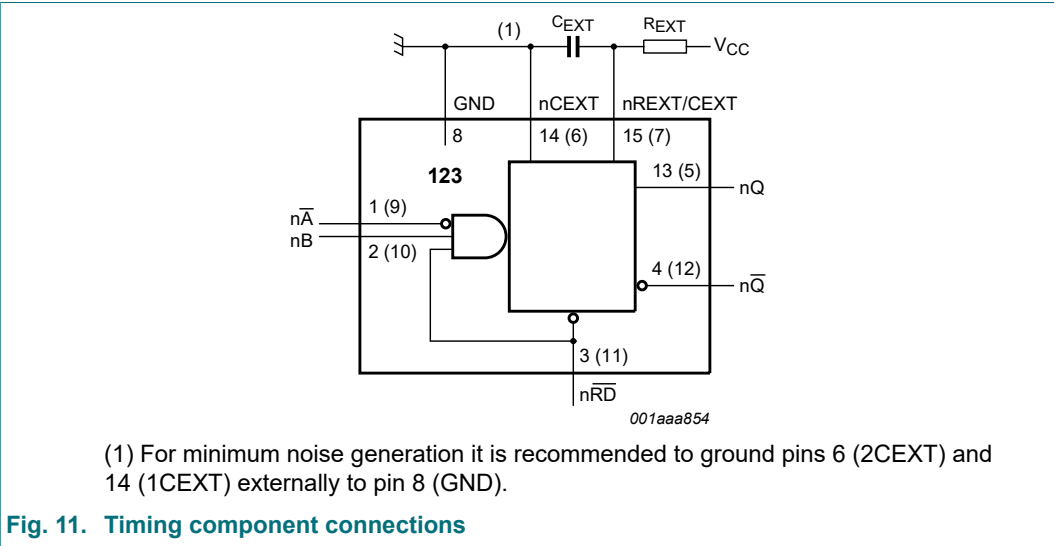 (1) CEXT REXT
VCC
GND nCEXT nREXT/CEXT
8 14 (6) 15 (7)
123 13 (5)
nQ
nA̅ 1 (9)
nB
2 (10)
4 (12)
nQ̅
3 (11)
nR̅D̅
001aaa854
(1) For minimum noise generation it is recommended to ground pins 6 (2CEXT) and
14 (1CEXT) externally to pin 8 (GND).
Fig. 11. Timing component connections